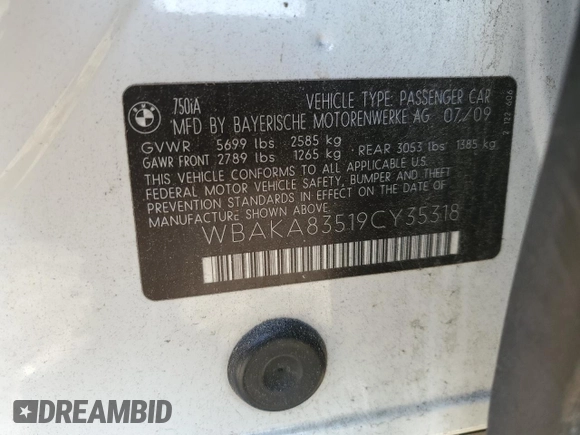 BMW
750iA
VEHICLE TYPE: PASSENGER CAR
MFD BY BAYERISCHE MOTORENWERKE AG 07/09
GVWR 5699 lbs 2585 kg
GAWR FRONT 2789 lbs 1265 kg - REAR 3053 lbs 1385 kg
THIS VEHICLE CONFORMS TO ALL APPLICABLE U.S.
FEDERAL MOTOR VEHICLE SAFETY, BUMPER AND THEFT
PREVENTION STANDARDS IN EFFECT ON THE DATE OF
MANUFACTURE SHOWN ABOVE.
WBAKA83519CY35318
DREAMBID